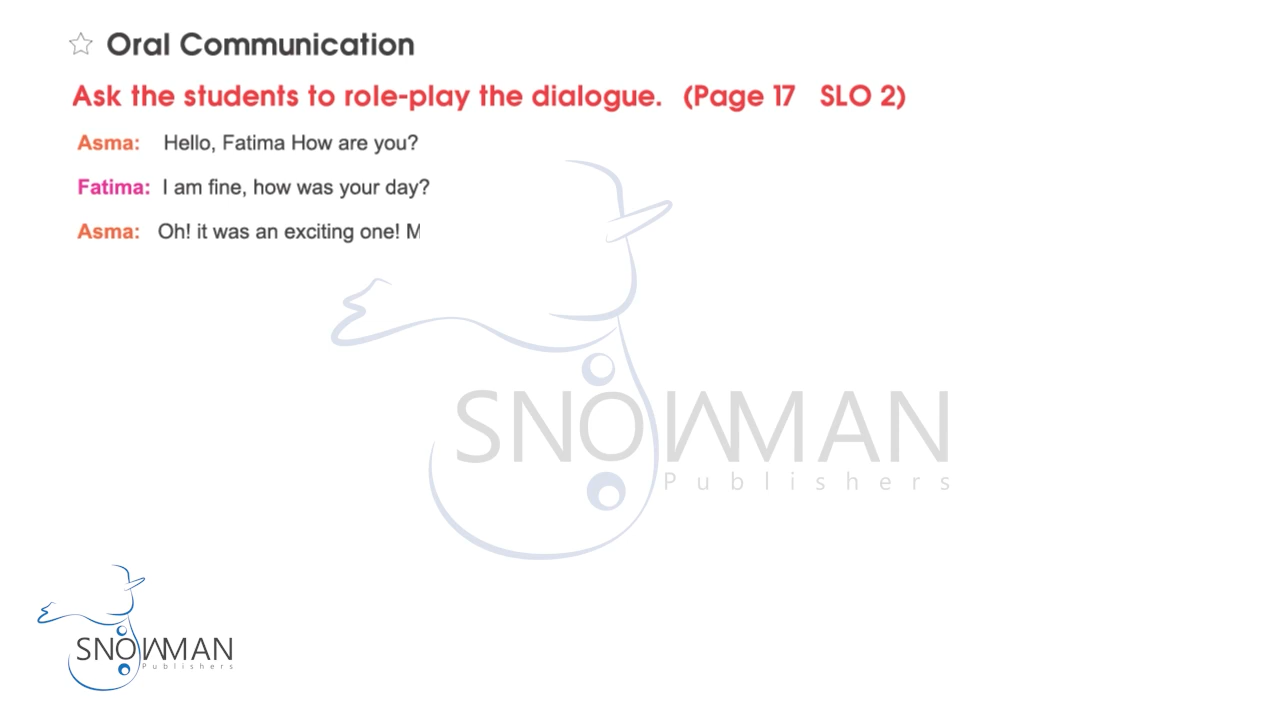 Oral Communication
Ask the students to role-play the dialogue. (Page 17 SLO 2)
Asma: Hello, Fatima How are you?
Fatima: I am fine, how was your day?
Asma: Oh! it was an exciting one! M
SNOWMAN
Publishers
SNOWMAN
Publishers